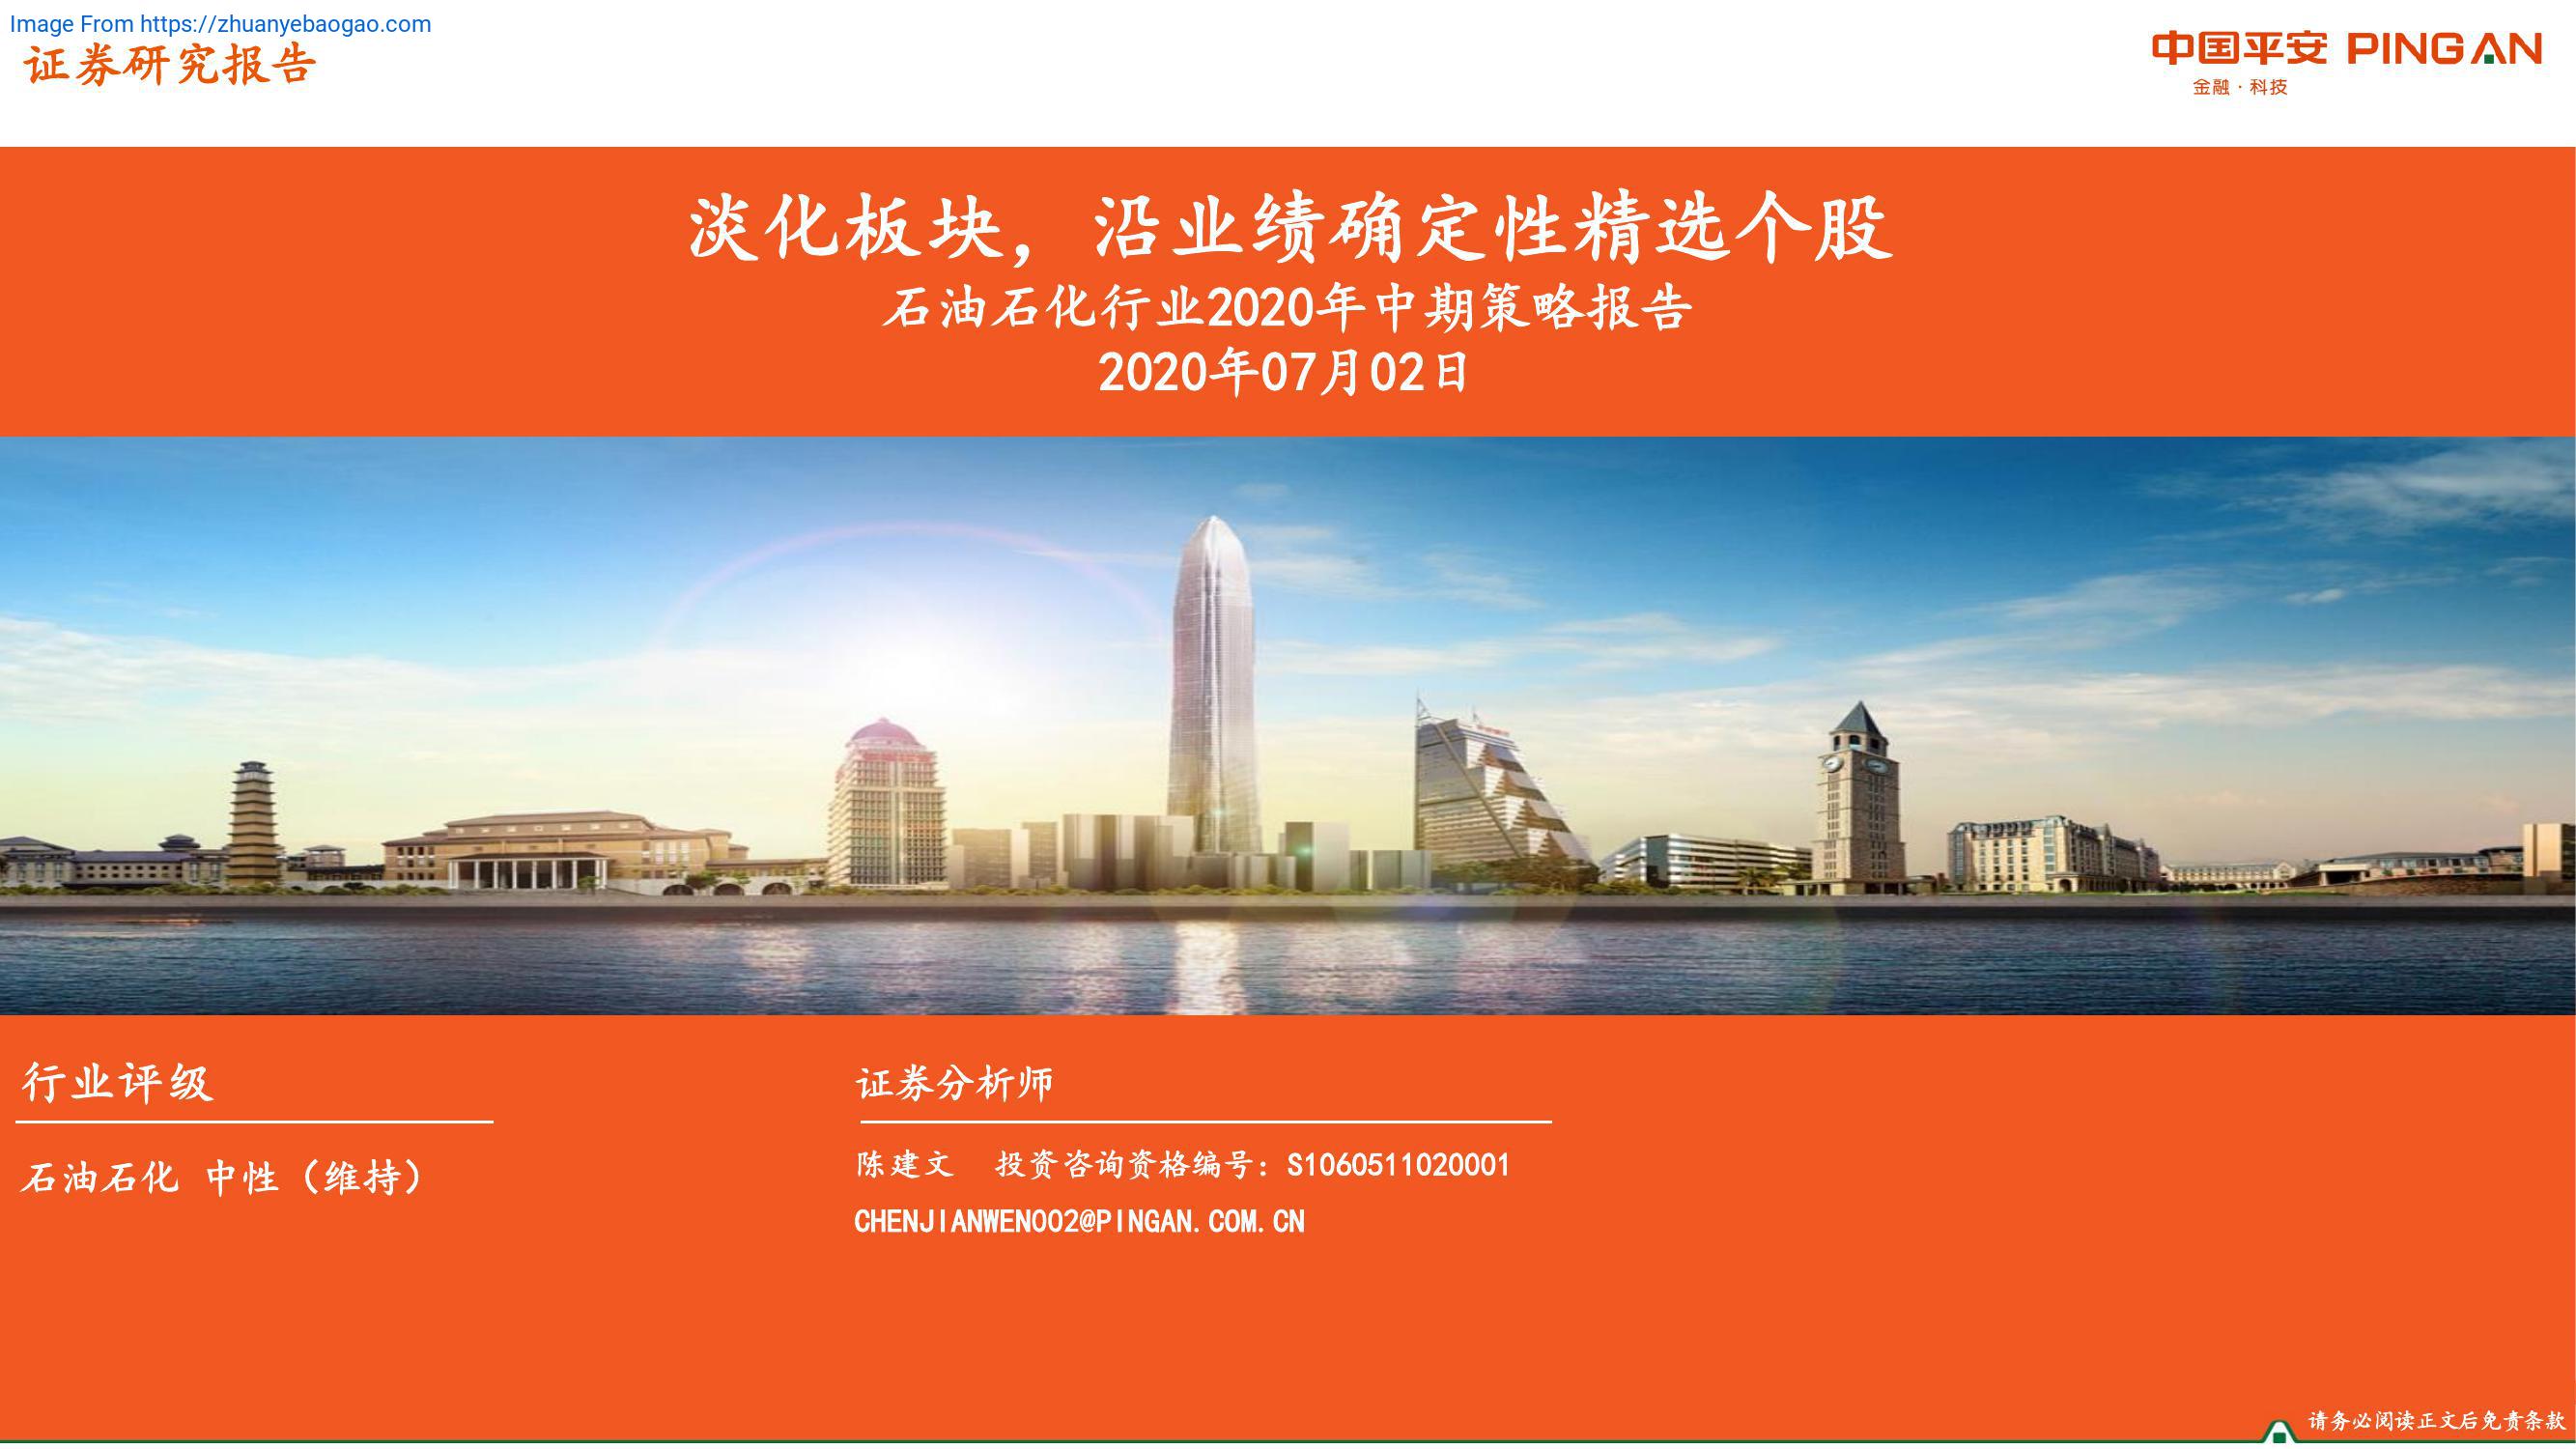 Image From https://zhuanyebaogao.com
证券研究报告
中国平安 PINGAN
金融·科技
淡化板块，沿业绩确定性精选个股
石油石化行业2020年中期策略报告
2020年07月02日
行业评级
石油石化 中性（维持）
证券分析师
陈建文 投资咨询资格编号：S1060511020001
CHENJIANWEN002@PINGAN.COM.CN
请务必阅读正文后免责条款